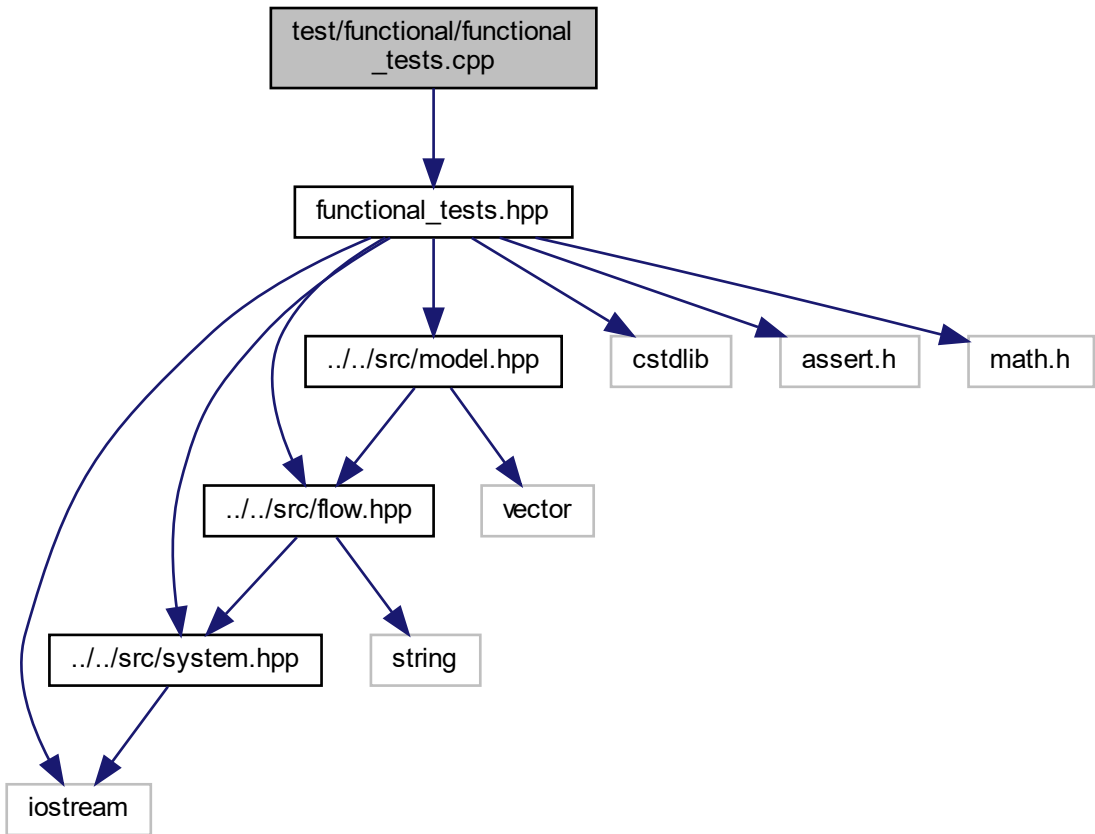 test/functional/functional
_tests.cpp
functional_tests.hpp
../../src/model.hpp
cstdlib
assert.h
math.h
../../src/flow.hpp
vector
../../src/system.hpp
string
iostream